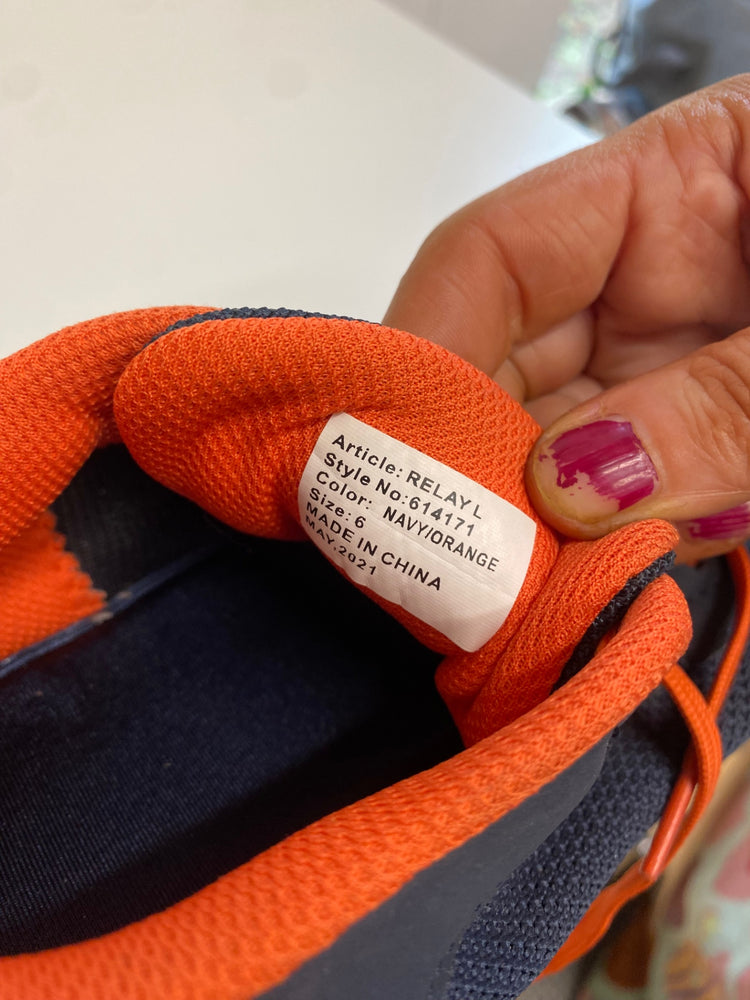 Article: RELAY L
Style No:614171
Color: NAVY/ORANGE
Size: 6
MADE IN CHINA
MAY.2021